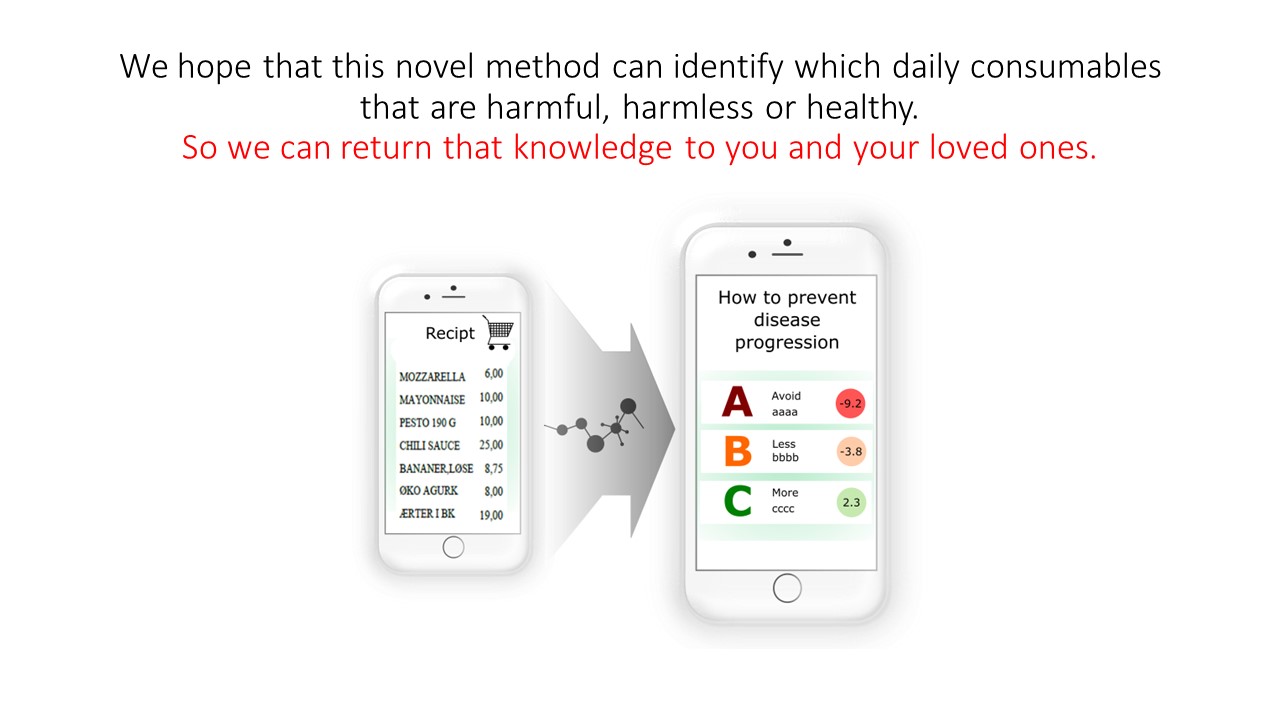 We hope that this novel method can identify which daily consumables
that are harmful, harmless or healthy.
So we can return that knowledge to you and your loved ones.
Recipt
MOZZARELLA 6,00
MAYONNAISE 10,00
PESTO 190 G 10,00
CHILI SAUCE 25,00
BANANER,LØSE 8,75
ØKO AGURK 8,00
ÆRTER I BK 19,00
How to prevent
disease
progression
A Avoid -9.2
aaaa
B Less -3.8
bbbb
C More 2.3
cccc